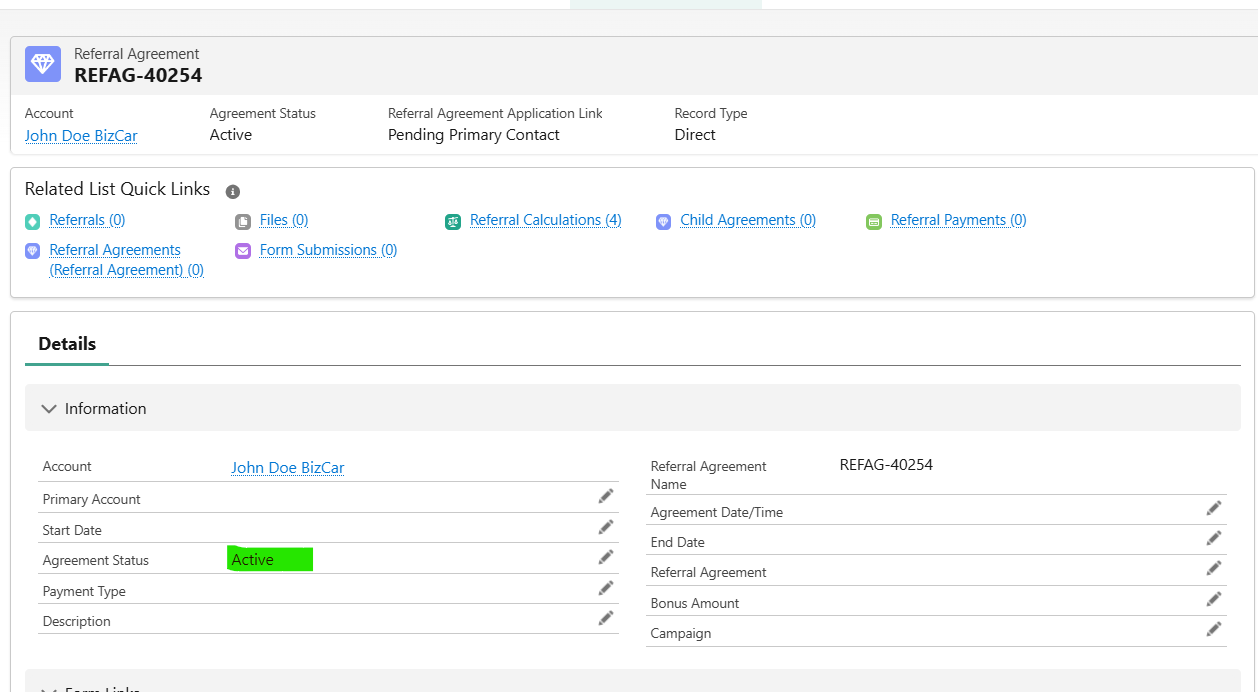 Referral Agreement
REFAG-40254
Account Agreement Status Referral Agreement Application Link Record Type
John Doe BizCar Active Pending Primary Contact Direct
Related List Quick Links
Referrals (0) Files (0) Referral Calculations (4) Child Agreements (0) Referral Payments (0)
Referral Agreements Form Submissions (0)
(Referral Agreement) (0)
Details
Information
Account John Doe BizCar
Primary Account
Start Date
Agreement Status Active
Payment Type
Description
Referral Agreement REFAG-40254
Name
Agreement Date/Time
End Date
Referral Agreement
Bonus Amount
Campaign
Form Links